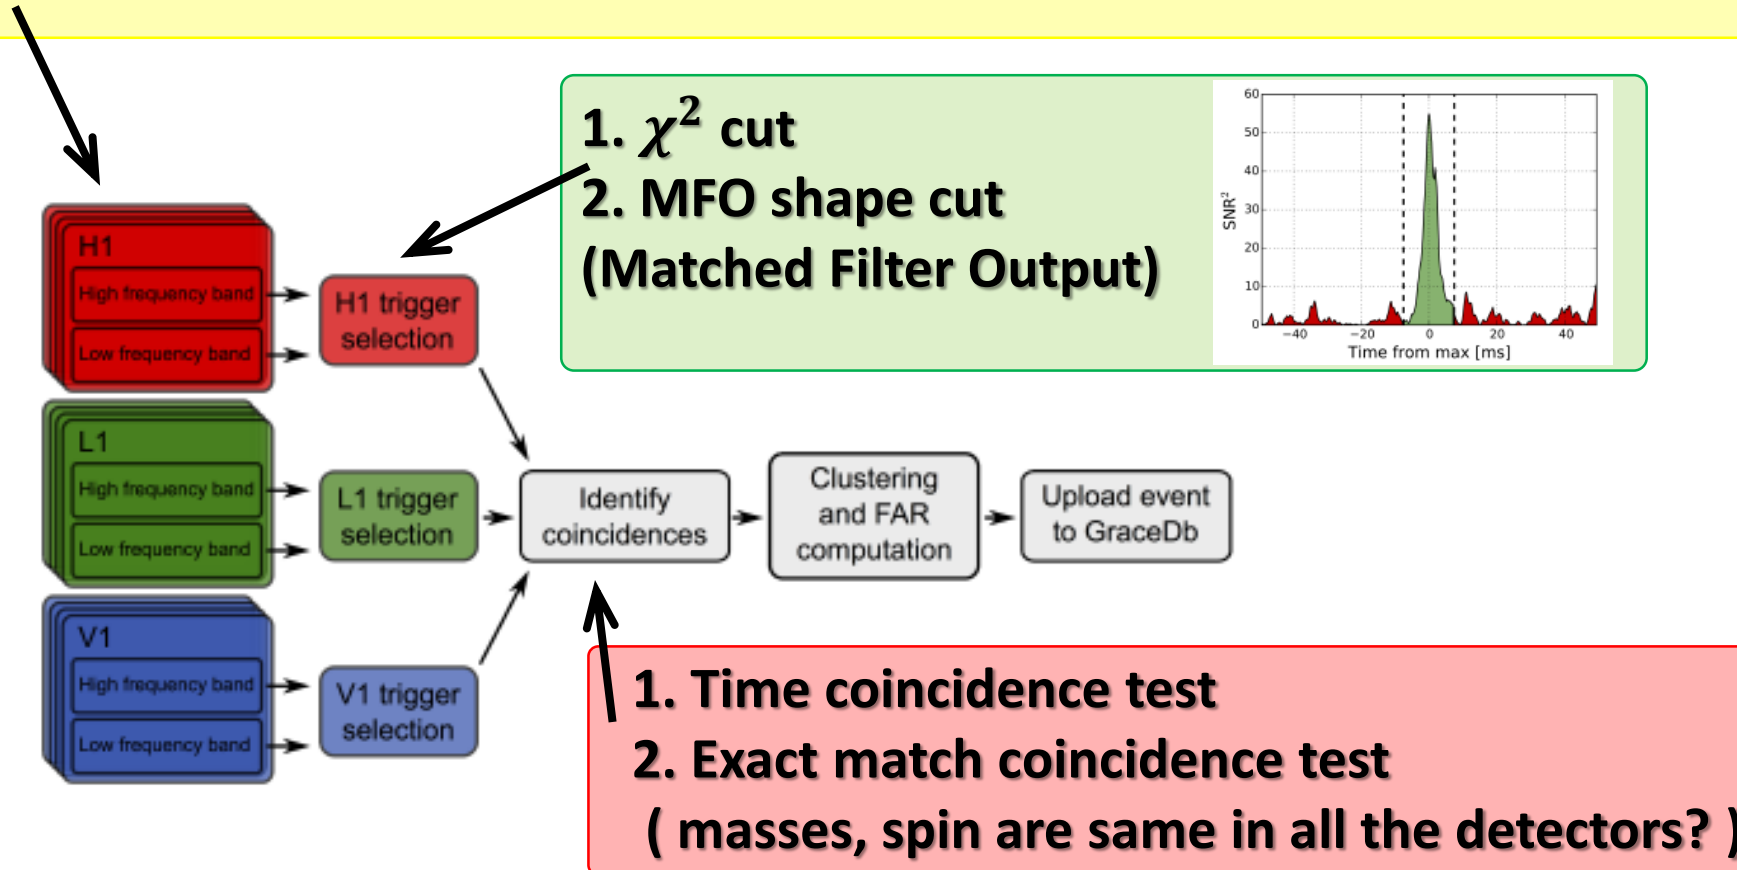 1. χ² cut
2. MFO shape cut
(Matched Filter Output)
60
50
40
30
20
10
0
SNR²
−40 −20 0 20 40
Time from max [ms]
H1
High frequency band
Low frequency band
H1 trigger
selection
L1
High frequency band
Low frequency band
L1 trigger
selection
Identify
coincidences
Clustering
and FAR
computation
Upload event
to GraceDb
V1
High frequency band
Low frequency band
V1 trigger
selection
1. Time coincidence test
2. Exact match coincidence test
( masses, spin are same in all the detectors? )